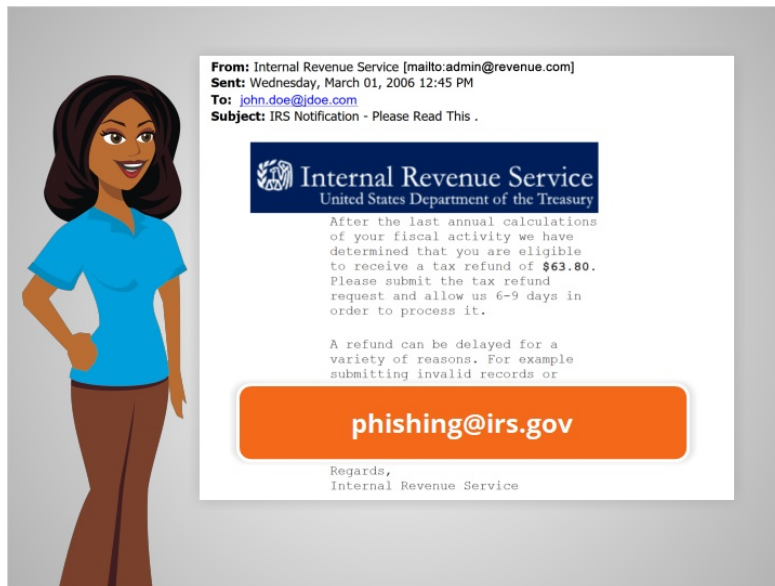 From: Internal Revenue Service [mailto:admin@revenue.com]
Sent: Wednesday, March 01, 2006 12:45 PM
To: john.doe@jdoe.com
Subject: IRS Notification - Please Read This .
Internal Revenue Service
United States Department of the Treasury
After the last annual calculations
of your fiscal activity we have
determined that you are eligible
to receive a tax refund of $63.80.
Please submit the tax refund
request and allow us 6-9 days in
order to process it.
A refund can be delayed for a
variety of reasons. For example
submitting invalid records or
phishing@irs.gov
Regards,
Internal Revenue Service